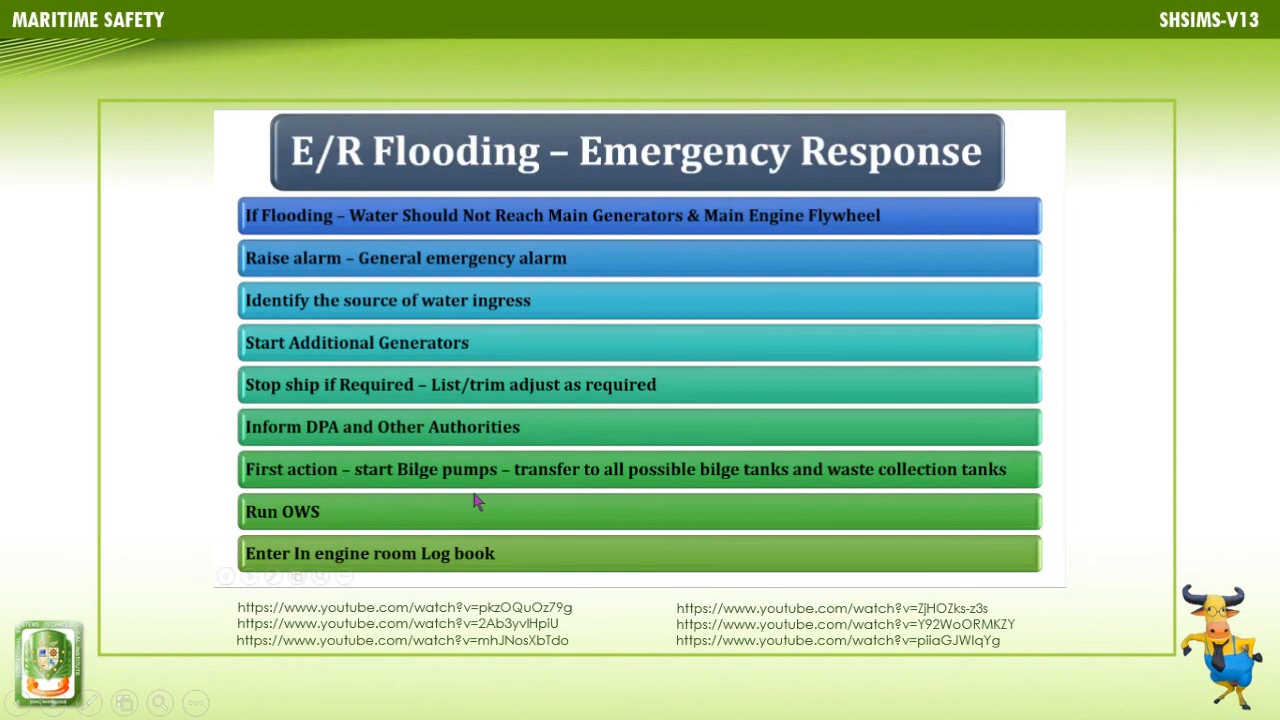 MARITIME SAFETY
SHSIMS-V13
E/R Flooding – Emergency Response
If Flooding – Water Should Not Reach Main Generators & Main Engine Flywheel
Raise alarm – General emergency alarm
Identify the source of water ingress
Start Additional Generators
Stop ship if Required – List/trim adjust as required
Inform DPA and Other Authorities
First action – start Bilge pumps – transfer to all possible bilge tanks and waste collection tanks
Run OWS
Enter In engine room Log book
https://www.youtube.com/watch?v=pkzOQuOz79g
https://www.youtube.com/watch?v=2Ab3yvlHpiU
https://www.youtube.com/watch?v=mhJNosXbTdo
https://www.youtube.com/watch?v=ZjHOZks-z3s
https://www.youtube.com/watch?v=Y92WoORMKZY
https://www.youtube.com/watch?v=piiaGJWIqYg